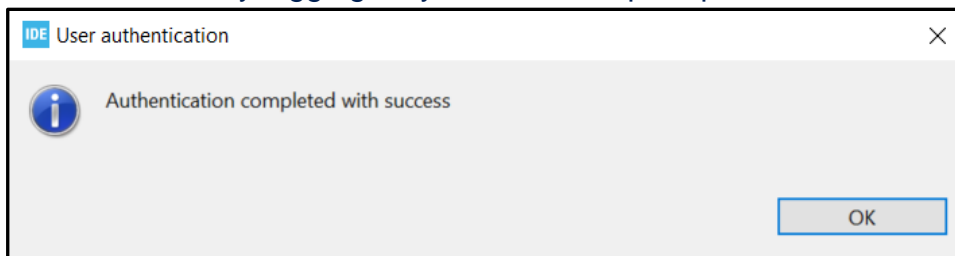 IDE User authentication
Authentication completed with success
OK